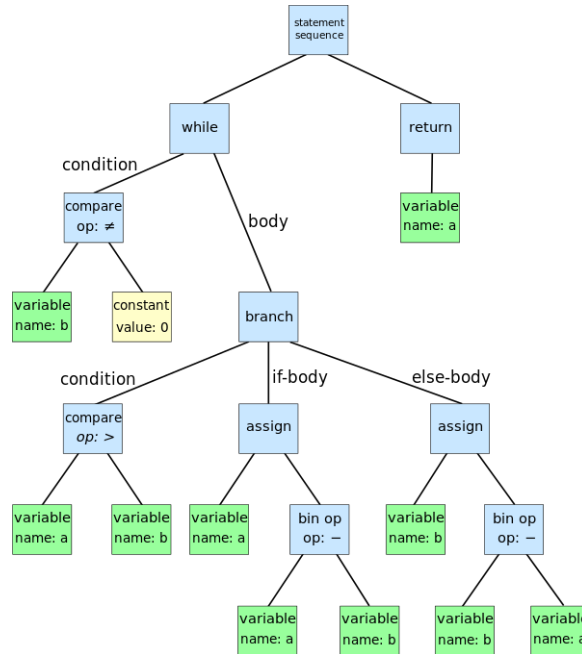 statement
sequence
while
return
condition
compare
op: ≠
body
variable
name: a
variable
name: b
constant
value: 0
branch
condition
if-body
else-body
compare
op: >
assign
assign
variable
name: a
variable
name: b
variable
name: a
bin op
op: −
variable
name: b
bin op
op: −
variable
name: a
variable
name: b
variable
name: b
variable
name: a